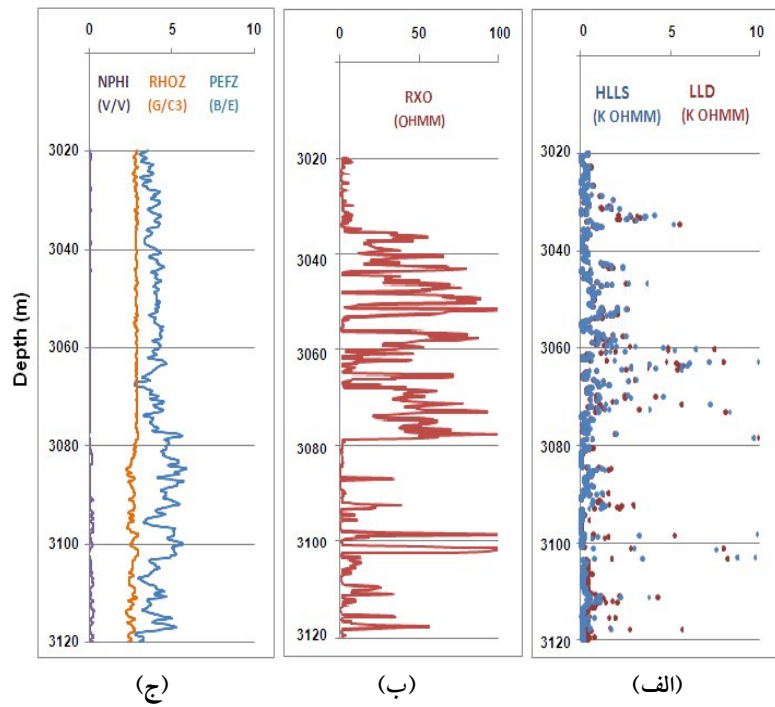 0 5 10
NPHI RHOZ PEFZ
(V/V) (G/C3) (B/E)
3020
3040
3060
3080
3100
3120
Depth (m)
(ج)
0 50 100
RXO
(OHMM)
3020
3040
3060
3080
3100
3120
(ب)
0 5 10
HLLS LLD
(K OHMM) (K OHMM)
3020
3040
3060
3080
3100
3120
(الف)